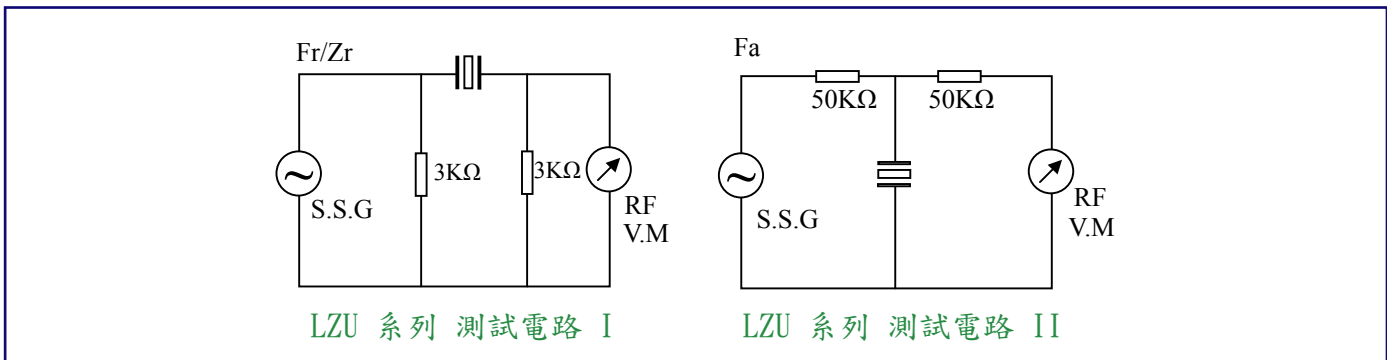 Fr/Zr
3KΩ
3KΩ
S.S.G
RF
V.M
LZU 系列 測試電路 I
Fa
50KΩ
50KΩ
S.S.G
RF
V.M
LZU 系列 測試電路 II